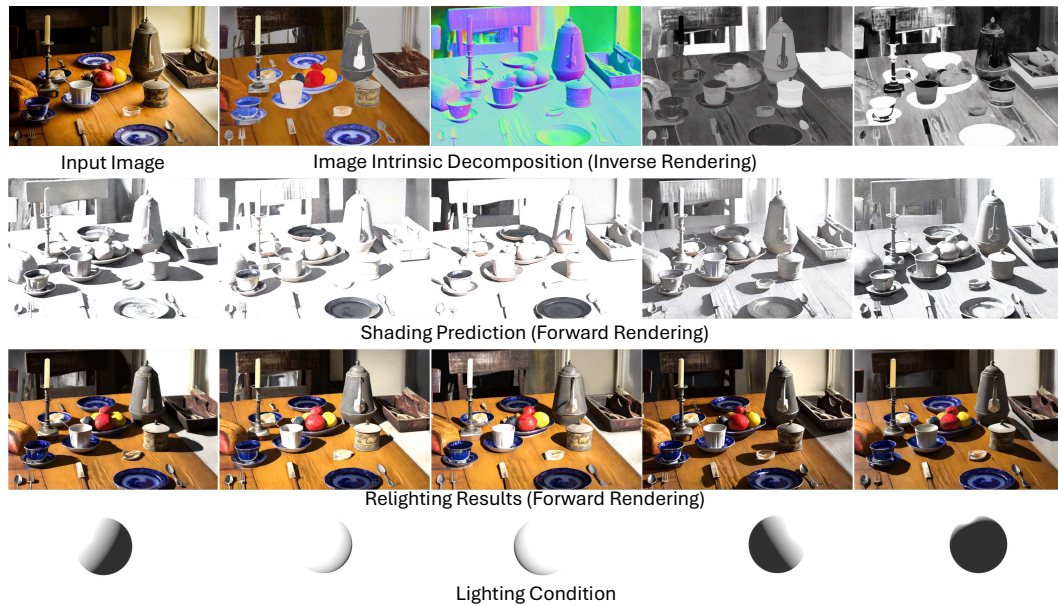 Input Image
Image Intrinsic Decomposition (Inverse Rendering)
Shading Prediction (Forward Rendering)
Relighting Results (Forward Rendering)
Lighting Condition